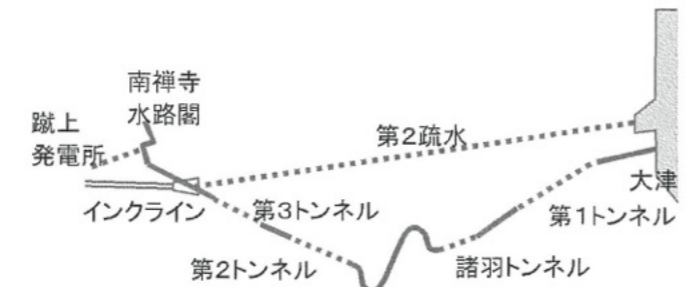 南禅寺
水路閣
蹴上
発電所
第2疏水
大津
インクライン
第3トンネル
第1トンネル
第2トンネル
諸羽トンネル